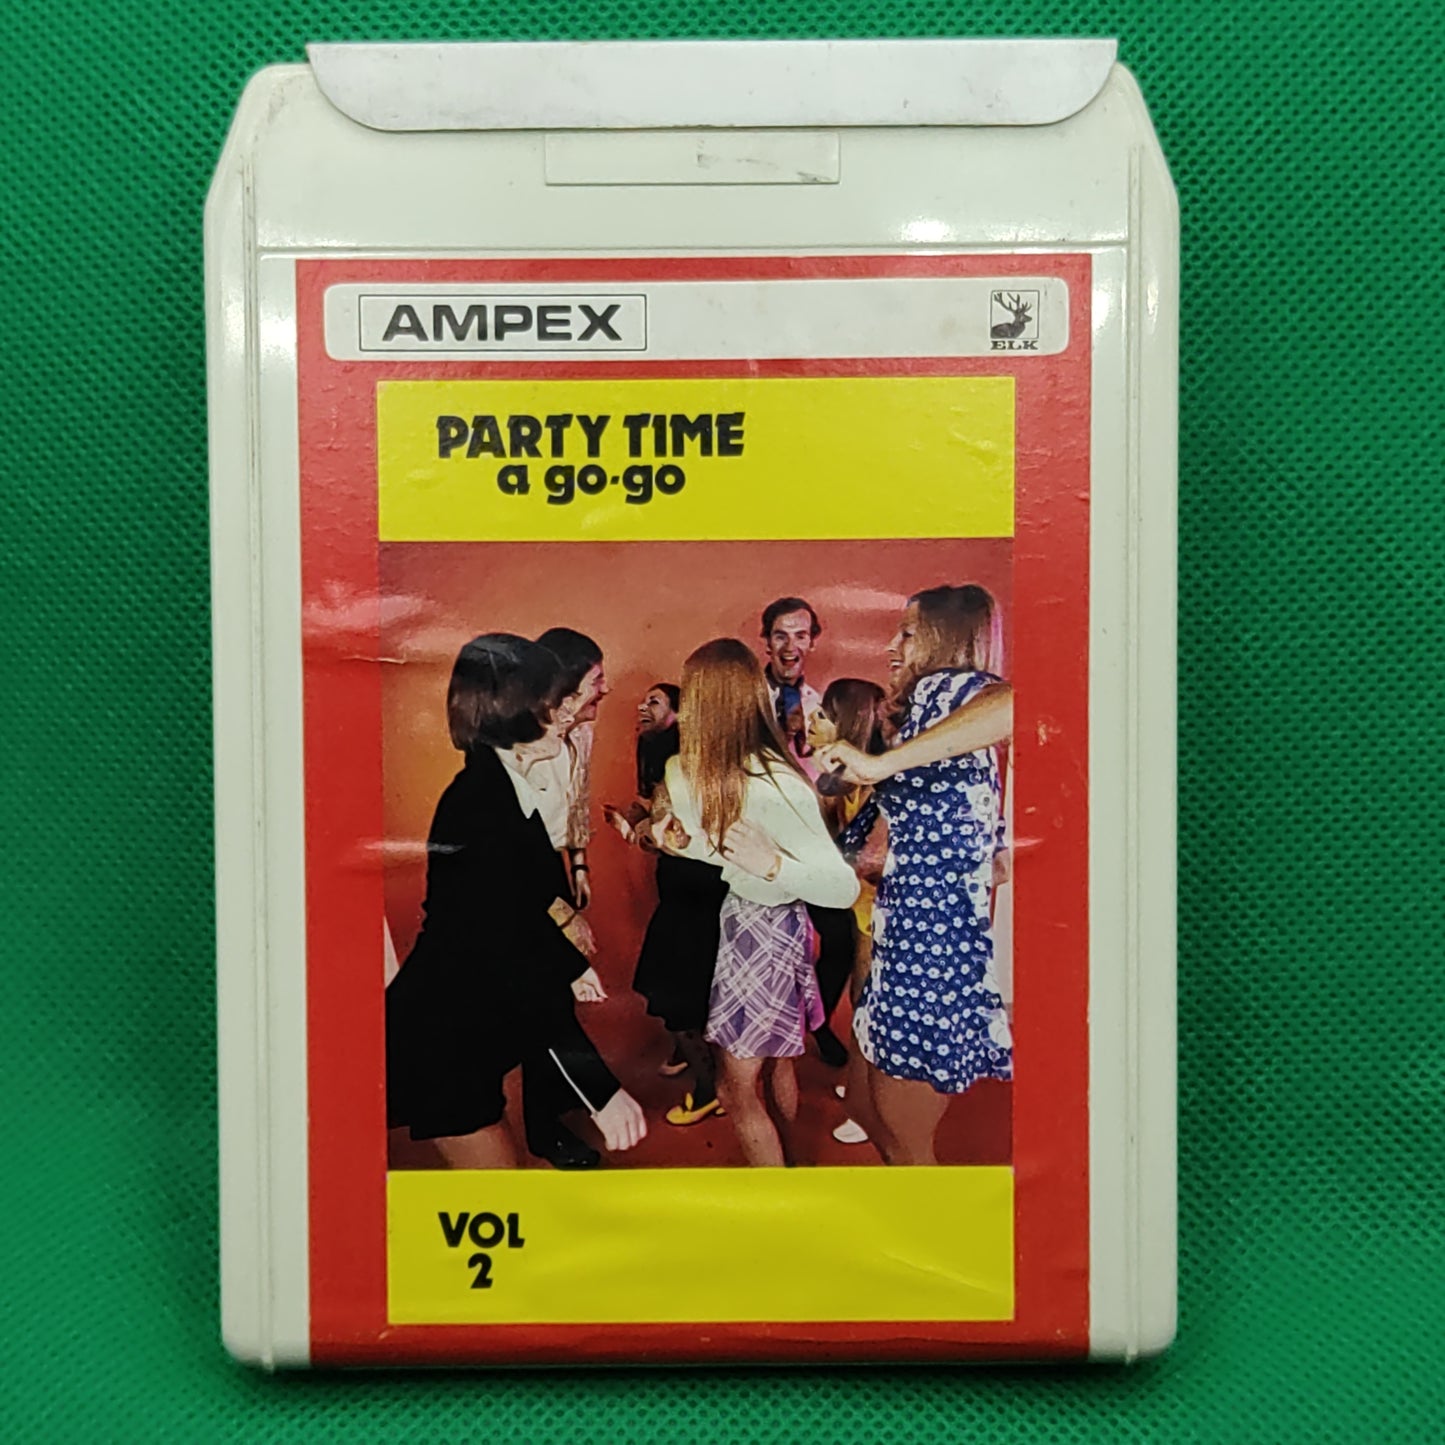 AMPEX
ELK
PARTY TIME
a go-go
VOL
2